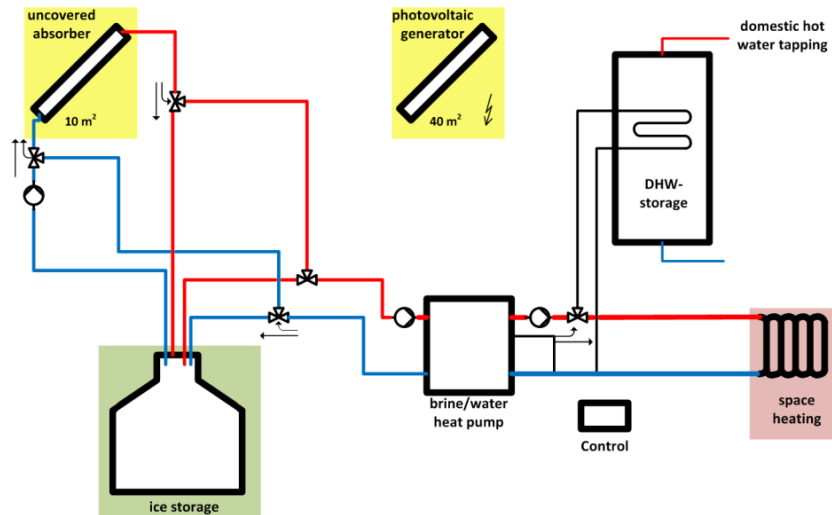 uncovered
absorber
10 m²
photovoltaic
generator
40 m²
domestic hot
water tapping
DHW-
storage
brine/water
heat pump
Control
space
heating
ice storage